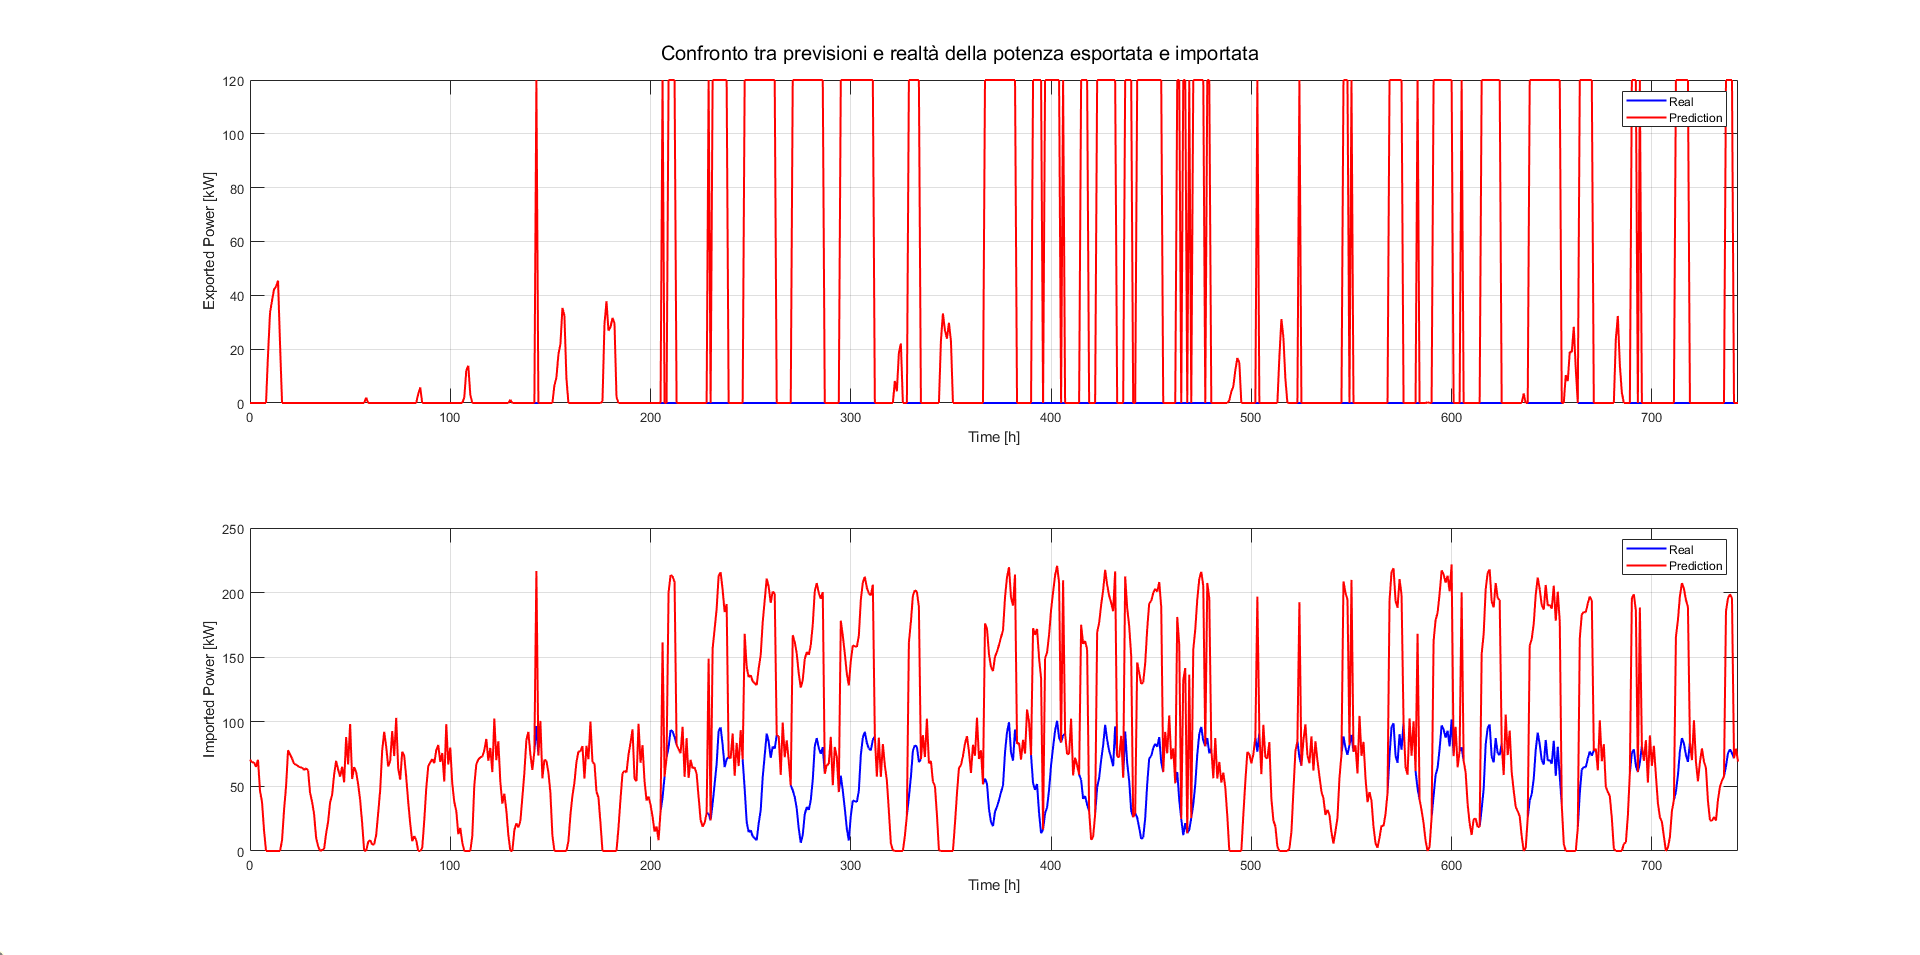 Confronto tra previsioni e realtà della potenza esportata e importata
120
100
80
60
40
20
0
Exported Power [kW]
Real
Prediction
0 100 200 300 400 500 600 700
Time [h]
250
200
150
100
50
0
Imported Power [kW]
Real
Prediction
0 100 200 300 400 500 600 700
Time [h]